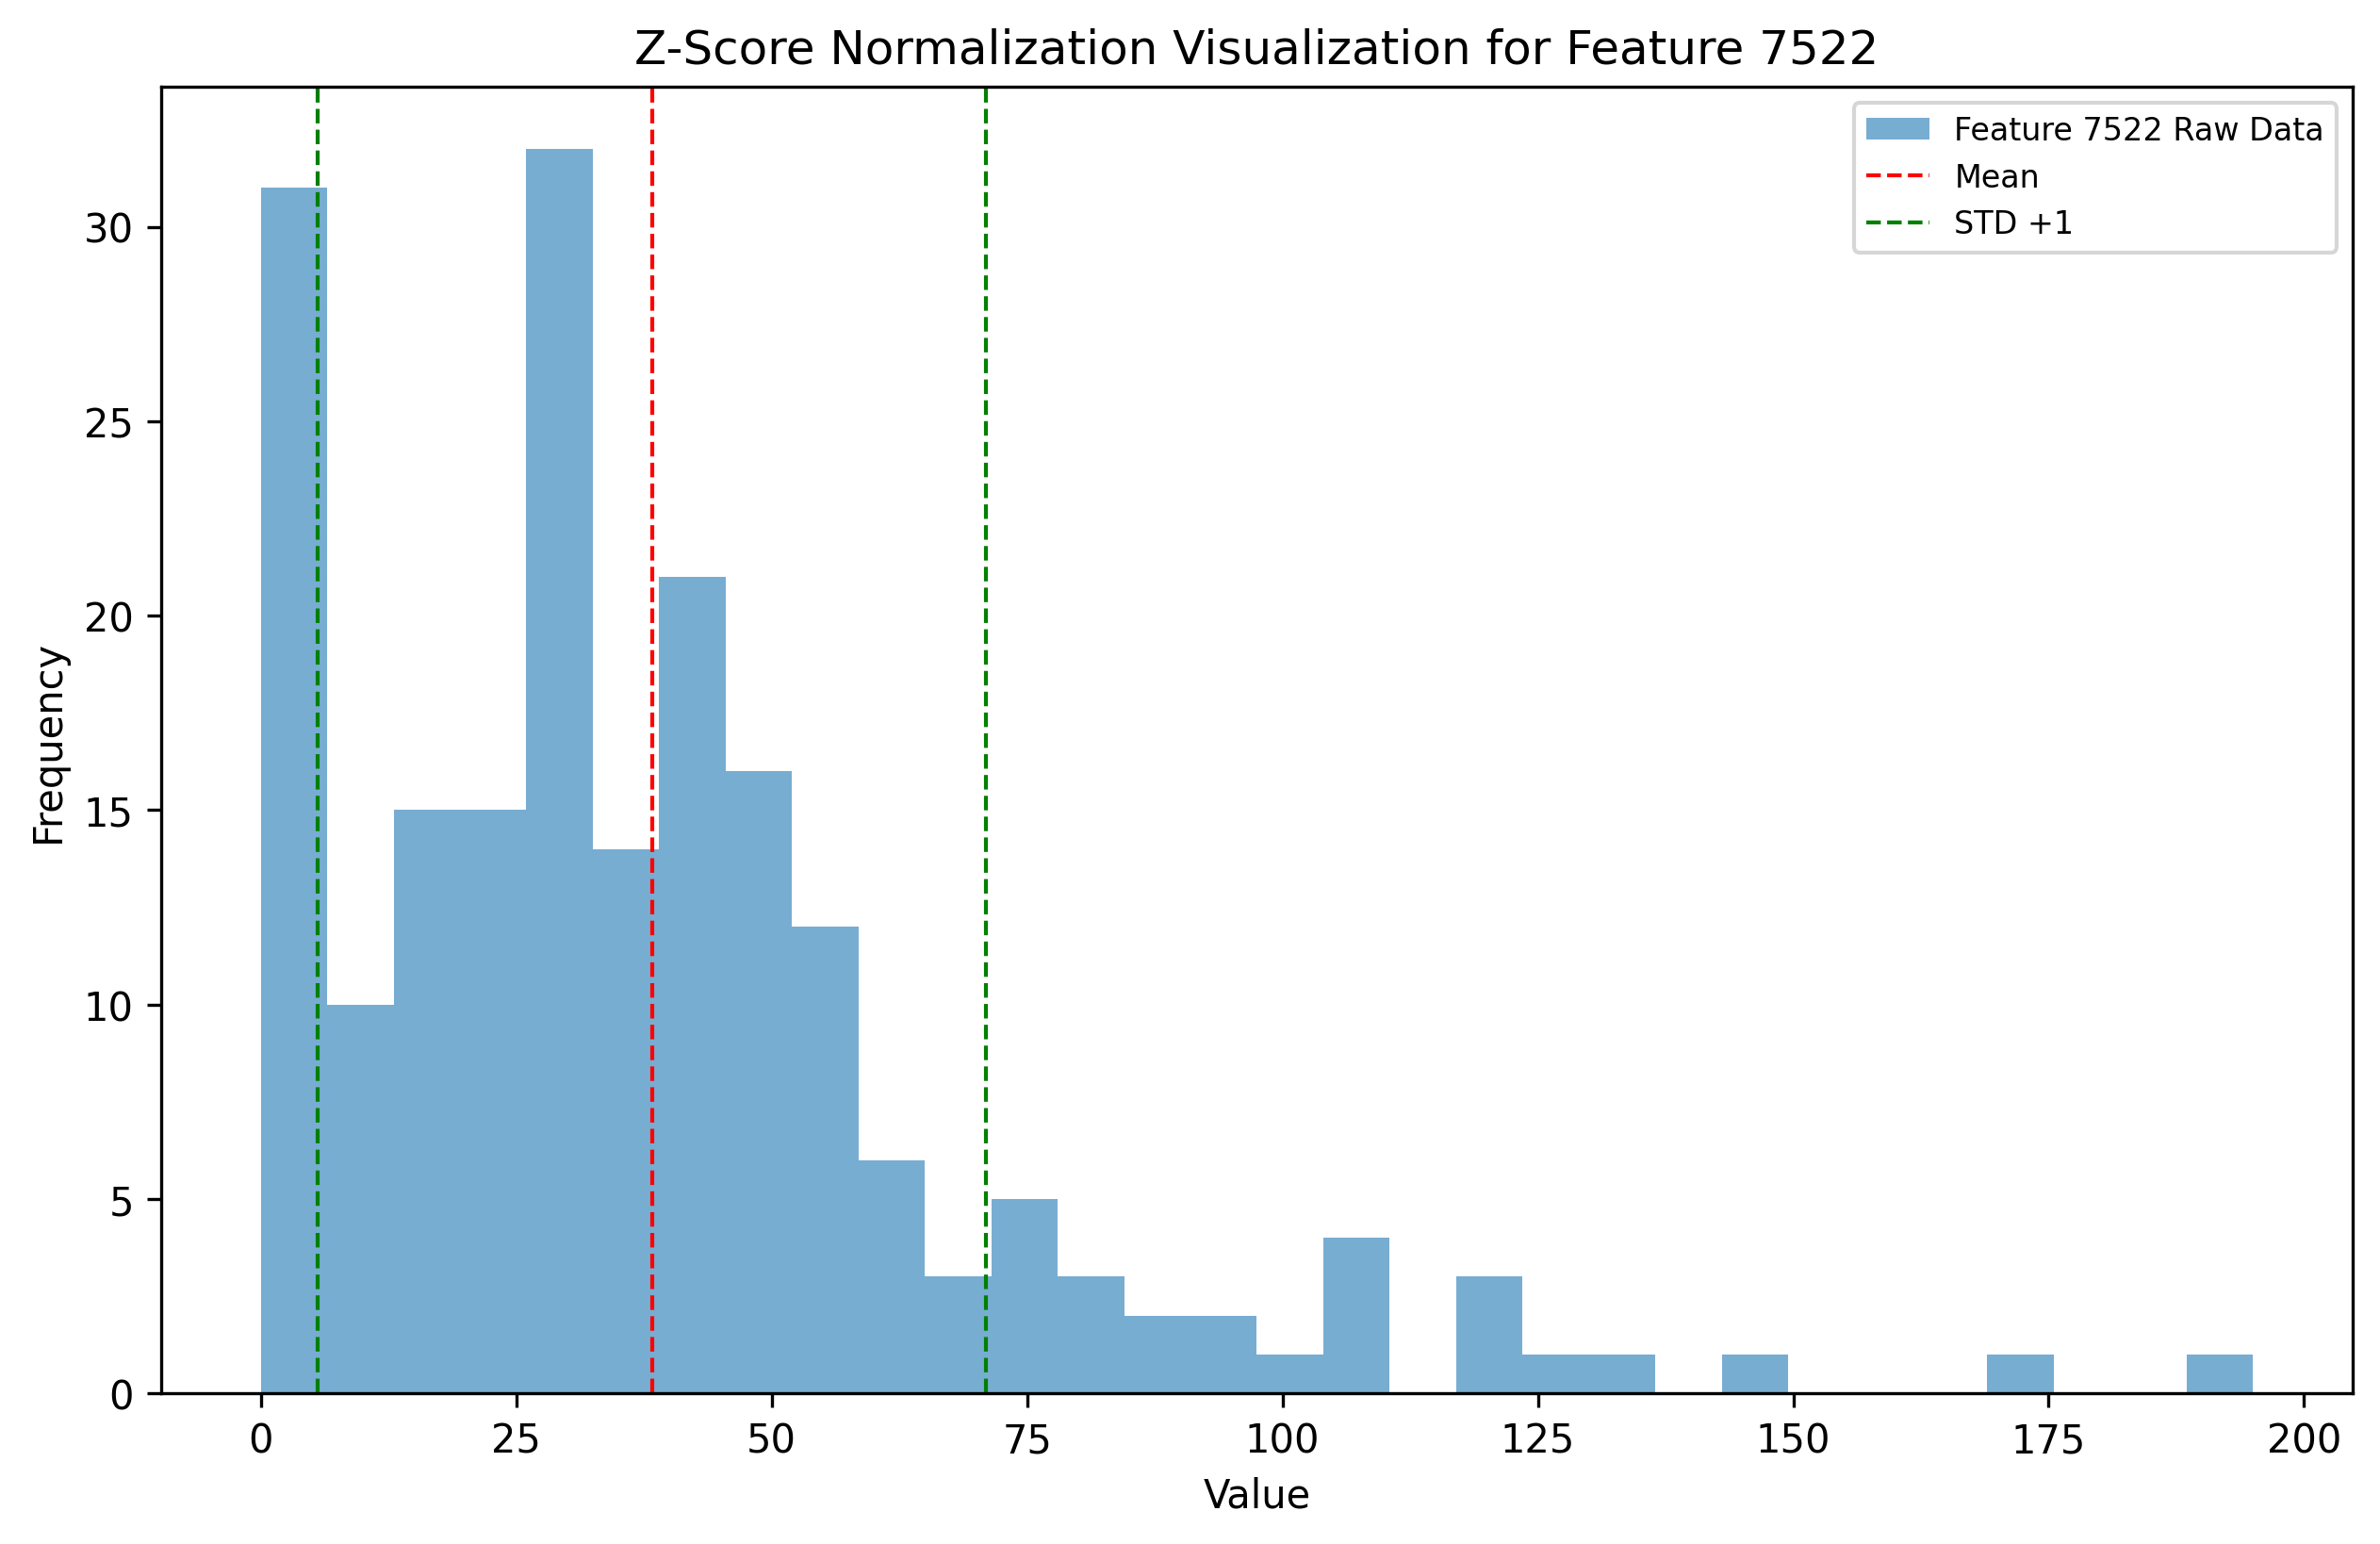 Z-Score Normalization Visualization for Feature 7522
Feature 7522 Raw Data
Mean
STD +1
Frequency
30
25
20
15
10
5
0
0 25 50 75 100 125 150 175 200
Value